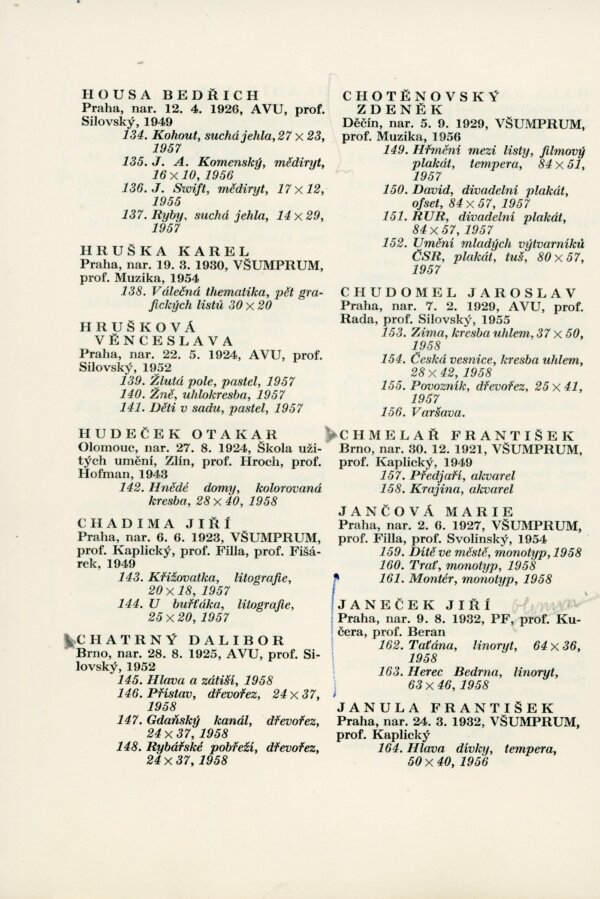 HOUSA BEDŘICH
Praha, nar. 12. 4. 1926, AVU, prof.
Silovský, 1949
134. Kohout, suchá jehla, 27 × 23,
1957
135. J. A. Komenský, mědiryt,
16 × 10, 1956
136. J. Swift, mědiryt, 17 × 12,
1955
137. Ryby, suchá jehla, 14 × 29,
1957
HRUŠKA KAREL
Praha, nar. 19. 3. 1930, VŠUMPRUM,
prof. Muzika, 1954
138. Válečná thematika, pět gra-
fických listů 30 × 20
HRUŠKOVÁ
VĚNCESLAVA
Praha, nar. 22. 5. 1924, AVU, prof.
Silovský, 1952
139. Žlutá pole, pastel, 1957
140. Žně, uhlokresba, 1957
141. Děti v sadu, pastel, 1957
HUDEČEK OTAKAR
Olomouc, nar. 27. 8. 1924, Škola uži-
tých umění, Zlín, prof. Hroch, prof.
Hofman, 1943
142. Hnědé domy, kolorovaná
kresba, 28 × 40, 1958
CHADIMA JIŘÍ
Praha, nar. 6. 6. 1923, VŠUMPRUM,
prof. Kaplický, prof. Filla, prof. Fišá-
rek, 1949
143. Křižovatka, litografie,
20 × 18, 1957
144. U buřťáka, litografie,
25 × 20, 1957
CHATRNÝ DALIBOR
Brno, nar. 28. 8. 1925, AVU, prof. Si-
lovský, 1952
145. Hlava a zátiší, 1958
146. Přístav, dřevořez, 24 × 37,
1958
147. Gdaňský kanál, dřevořez,
24 × 37, 1958
148. Rybářské pobřeží, dřevořez,
24 × 37, 1958
CHOTĚNOVSKÝ
ZDENĚK
Děčín, nar. 5. 9. 1929, VŠUMPRUM,
prof. Muzika, 1956
149. Hřmění mezi listy, filmový
plakát, tempera, 84 × 51,
1957
150. David, divadelní plakát,
ofset, 84 × 57, 1957
151. RUR, divadelní plakát,
84 × 57, 1957
152. Umění mladých výtvarníků
ČSR, plakát, tuš, 80 × 57,
1957
CHUDOMEL JAROSLAV
Praha, nar. 7. 2. 1929, AVU, prof.
Rada, prof. Silovský, 1955
153. Zima, kresba uhlem, 37 × 50,
1958
154. Česká vesnice, kresba uhlem,
28 × 42, 1958
155. Povozník, dřevořez, 25 × 41,
1957
156. Varšava.
CHMELAŘ FRANTIŠEK
Brno, nar. 30. 12. 1921, VŠUMPRUM,
prof. Kaplický, 1949
157. Předjaří, akvarel
158. Krajina, akvarel
JANČOVÁ MARIE
Praha, nar. 2. 6. 1927, VŠUMPRUM,
prof. Filla, prof. Svolinský, 1954
159. Dítě ve městě, monotyp, 1958
160. Trať, monotyp, 1958
161. Montér, monotyp, 1958
JANEČEK JIŘÍ
Praha, nar. 9. 8. 1932, PF, prof. Ku-
čera, prof. Beran
162. Taťána, linoryt, 64 × 36,
1958
163. Herec Bedrna, linoryt,
63 × 46, 1958
JANULA FRANTIŠEK
Praha, nar. 24. 3. 1932, VŠUMPRUM,
prof. Kaplický
164. Hlava dívky, tempera,
50 × 40, 1956